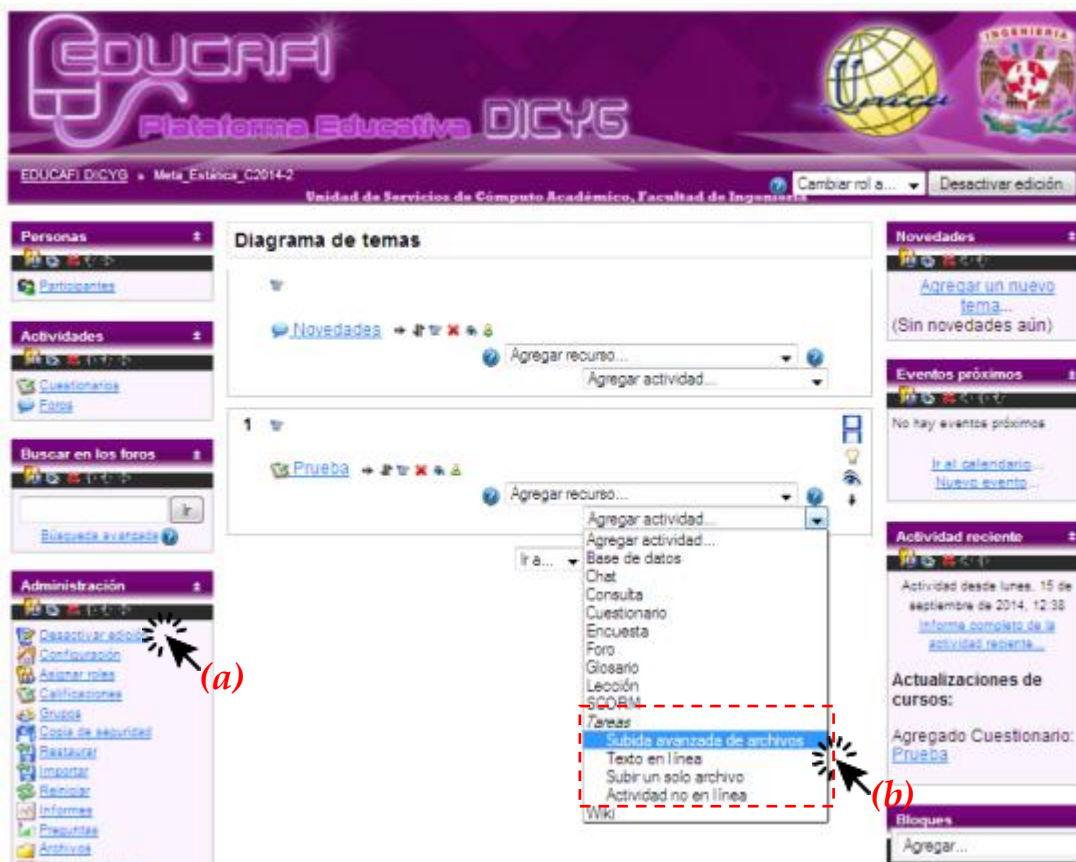 EDUCAFI
Plataforma Educativa DICYG
Unica
INGENIERIA
EDUCAFI DICYG » Meta_Estática_C2014-2
Cambiar rol a...
Desactivar edición
Unidad de Servicios de Cómputo Académico, Facultad de Ingeniería
Personas
Participantes
Actividades
Cuestionarios
Foros
Buscar en los foros
Ir
Búsqueda avanzada
Administración
Desactivar edición
Configuración
Asignar roles
Calificaciones
Grupos
Copia de seguridad
Restaurar
Importar
Reiniciar
Informes
Preguntas
Archivos
(a)
Diagrama de temas
Novedades
Agregar recurso...
Agregar actividad...
1
Prueba
Agregar recurso...
Agregar actividad...
Ir a...
Agregar actividad...
Base de datos
Chat
Consulta
Cuestionario
Encuesta
Foro
Glosario
Lección
SCORM
Tareas
Subida avanzada de archivos
Texto en línea
Subir un solo archivo
Actividad no en línea
Wiki
(b)
Novedades
Agregar un nuevo
tema...
(Sin novedades aún)
Eventos próximos
No hay eventos próximos
Ir al calendario...
Nuevo evento...
Actividad reciente
Actividad desde lunes, 15 de
septiembre de 2014, 12:38
Informe completo de la
actividad reciente...
Actualizaciones de
cursos:
Agregado Cuestionario:
Prueba
Bloques
Agregar...